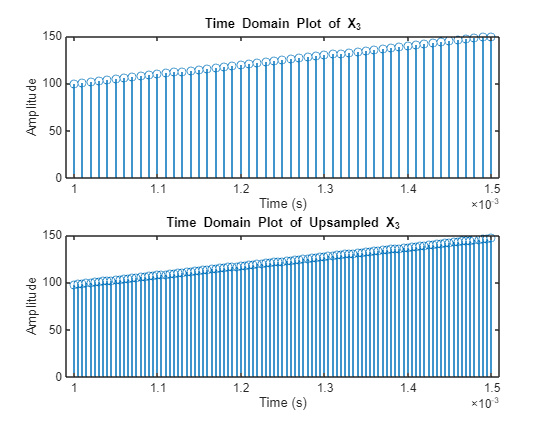 Time Domain Plot of X₃
150
100
50
0
Amplitude
1 1.1 1.2 1.3 1.4 1.5
Time (s)
×10⁻³
Time Domain Plot of Upsampled X₃
150
100
50
0
Amplitude
1 1.1 1.2 1.3 1.4 1.5
Time (s)
×10⁻³